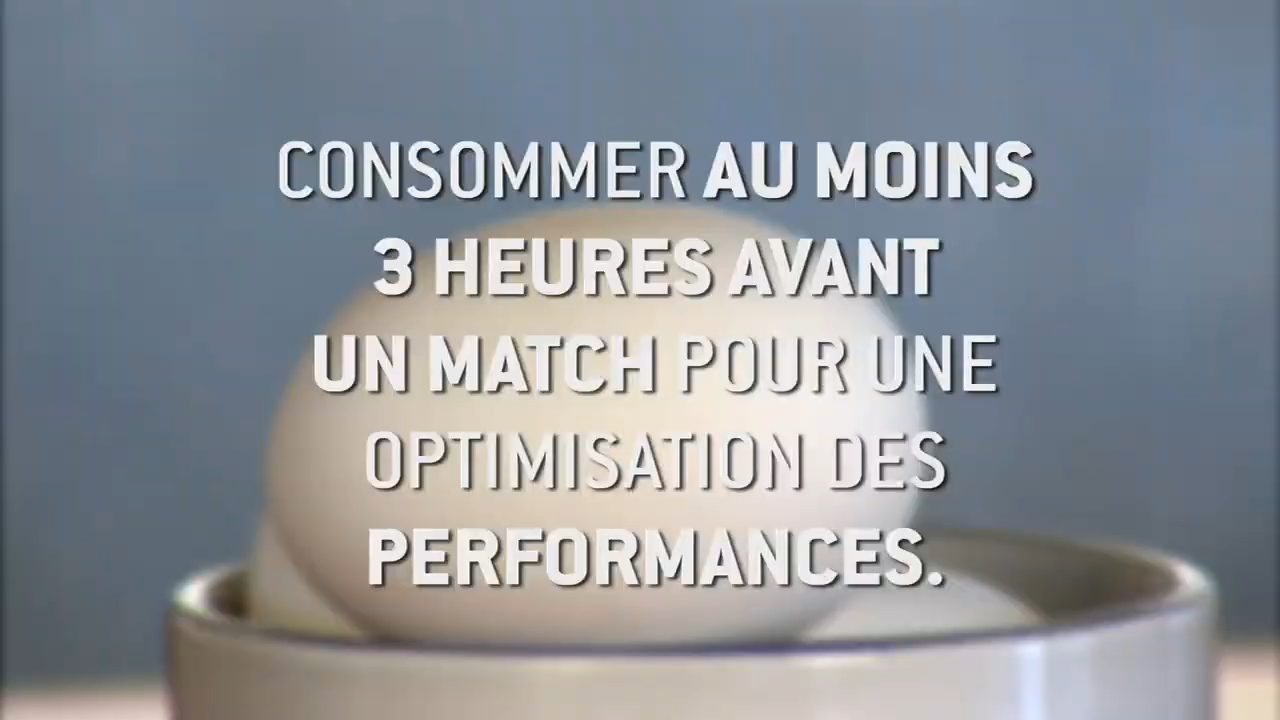 CONSOMMER AU MOINS
3 HEURES AVANT
UN MATCH POUR UNE
OPTIMISATION DES
PERFORMANCES.